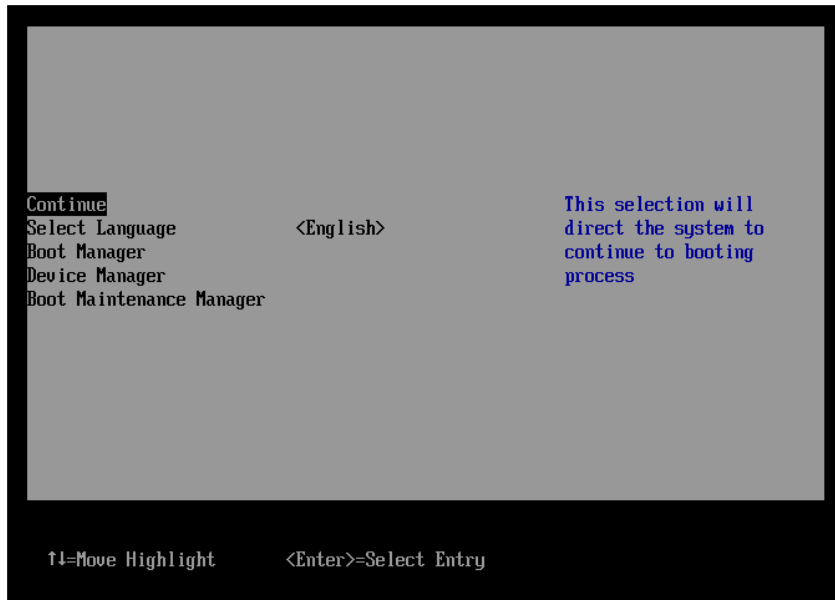 Continue
Select Language <English>
Boot Manager
Device Manager
Boot Maintenance Manager
This selection will
direct the system to
continue to booting
process
↑↓=Move Highlight <Enter>=Select Entry